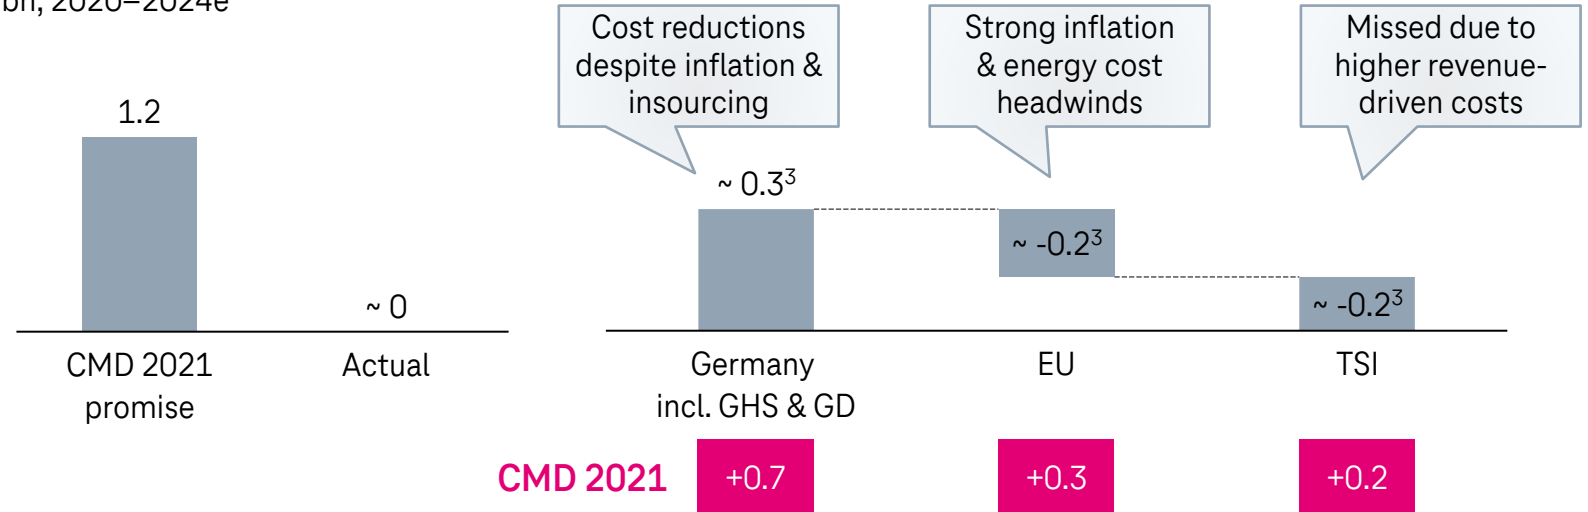 bn, 2020–2024e
Cost reductions
despite inflation &
insourcing
Strong inflation
& energy cost
headwinds
Missed due to
higher revenue-
driven costs
1.2
~ 0
~ 0.3³
~ -0.2³
~ -0.2³
CMD 2021
promise
Actual
Germany
incl. GHS & GD
EU
TSI
CMD 2021
+0.7
+0.3
+0.2